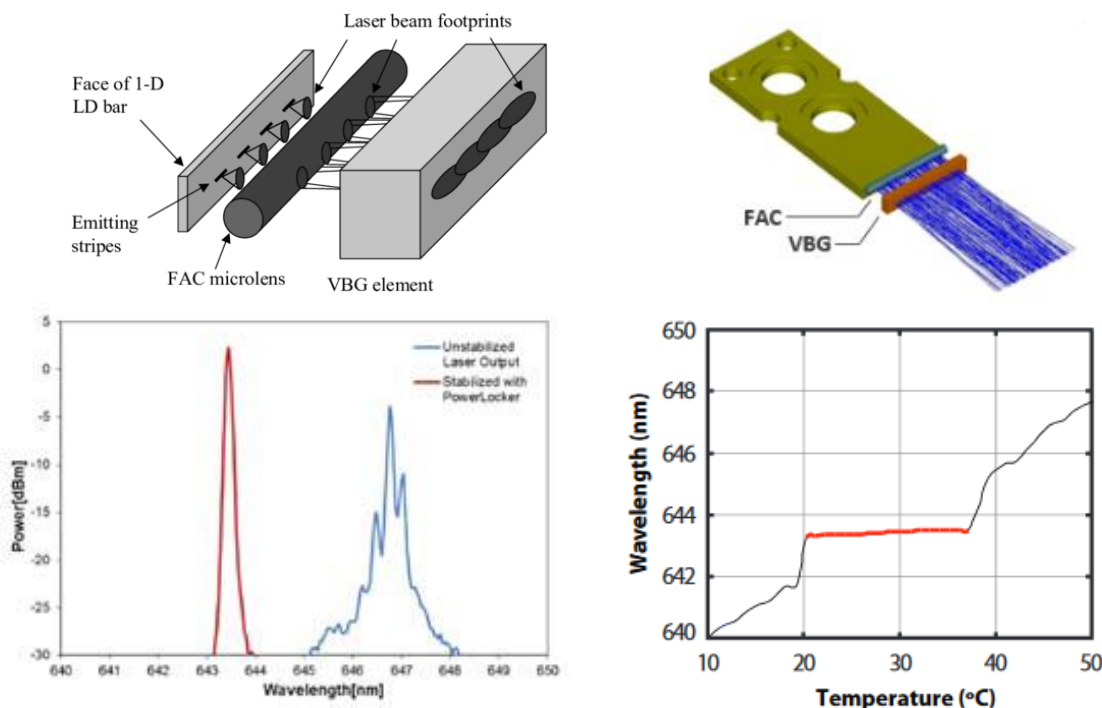 Laser beam footprints
Face of 1-D
LD bar
Emitting
stripes
FAC microlens
VBG element
FAC
VBG
5
0
-5
-10
-15
-20
-25
-30
Power[dBm]
Unstabilized
Laser Output
Stabilized with
PowerLocker
640 641 642 643 644 645 646 647 648 649 650
Wavelength[nm]
650
648
646
644
642
640
Wavelength (nm)
10 20 30 40 50
Temperature (ºC)